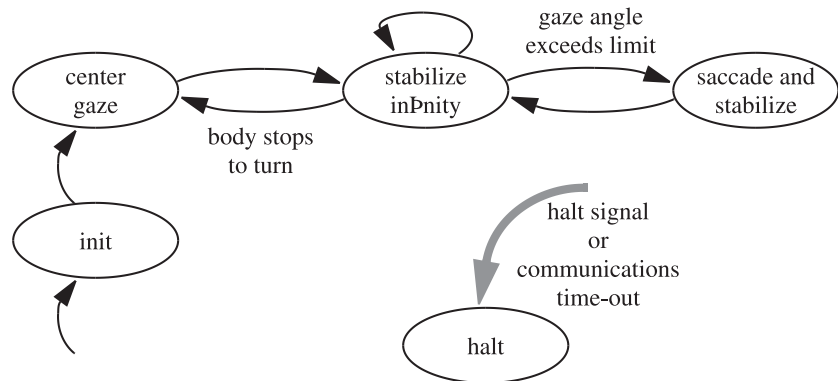 gaze angle
exceeds limit
center
gaze
stabilize
inÞnity
saccade and
stabilize
body stops
to turn
init
halt signal
or
communications
time-out
halt